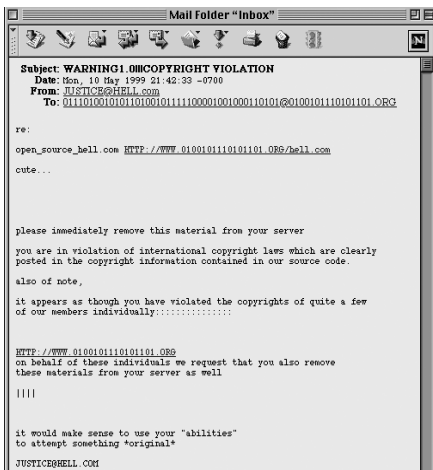 Mail Folder “Inbox”
N
Subject: WARNING1.0||||COPYRIGHT VIOLATION
Date: Mon, 10 May 1999 21:42:33 -0700
From: JUSTICE@HELL.com
re:
open_source_hell.com HTTP://WWW.0100101110101101.ORG/hell.com
cute...
please immediately remove this material from your server
you are in violation of international copyright laws which are clearly
posted in the copyright information contained in our source code.
also of note,
it appears as though you have violated the copyrights of quite a few
of our members individually:::::::::::::::
HTTP://WWW.0100101110101101.ORG
on behalf of these individuals we request that you also remove
these materials from your server as well
||||
it would make sense to use your "abilities"
to attempt something *original*
JUSTICE@HELL.COM